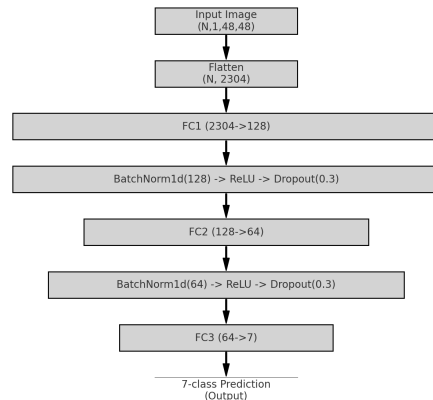 Input Image
(N,1,48,48)
Flatten
(N, 2304)
FC1 (2304->128)
BatchNorm1d(128) -> ReLU -> Dropout(0.3)
FC2 (128->64)
BatchNorm1d(64) -> ReLU -> Dropout(0.3)
FC3 (64->7)
7-class Prediction
(Output)